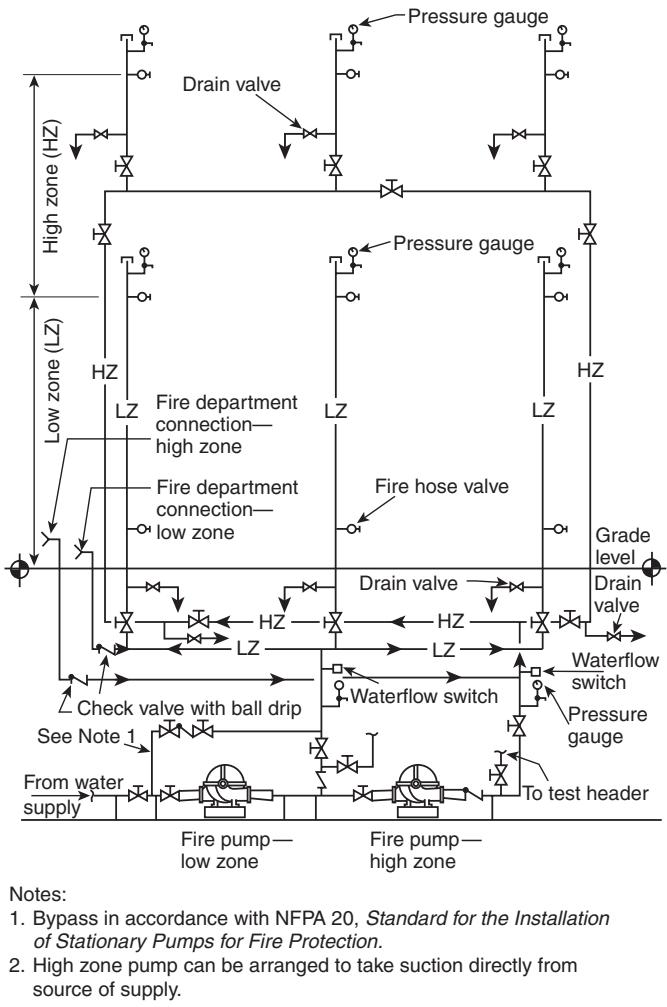 Pressure gauge
Drain valve
High zone (HZ)
Pressure gauge
Low zone (LZ)
HZ
HZ
LZ
LZ
LZ
Fire department
connection—
high zone
Fire department
connection—
low zone
Fire hose valve
Grade
level
Drain valve
Drain
valve
HZ
HZ
LZ
LZ
Waterflow switch
Waterflow
switch
Check valve with ball drip
Pressure
gauge
See Note 1
From water
supply
To test header
Fire pump—
low zone
Fire pump—
high zone
Notes:
1. Bypass in accordance with NFPA 20, Standard for the Installation
of Stationary Pumps for Fire Protection.
2. High zone pump can be arranged to take suction directly from
source of supply.